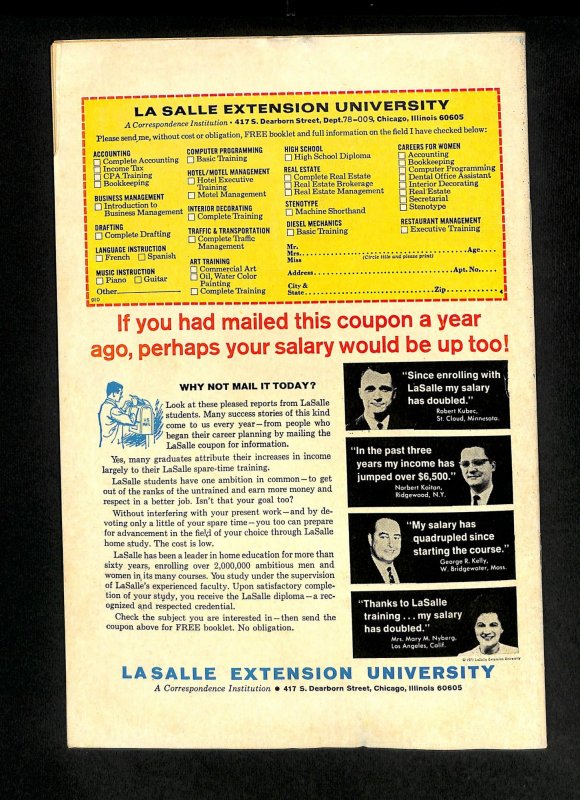 LA SALLE EXTENSION UNIVERSITY
A Correspondence Institution • 417 S. Dearborn Street, Dept. 78-009, Chicago, Illinois 60605
Please send me, without cost or obligation, FREE booklet and full information on the field I have checked below:
ACCOUNTING
Complete Accounting
Income Tax
CPA Training
Bookkeeping
BUSINESS MANAGEMENT
Introduction to
Business Management
DRAFTING
Complete Drafting
LANGUAGE INSTRUCTION
French Spanish
MUSIC INSTRUCTION
Piano Guitar
Other
010
COMPUTER PROGRAMMING
Basic Training
HOTEL/MOTEL MANAGEMENT
Hotel Executive
Training
Motel Management
INTERIOR DECORATING
Complete Training
TRAFFIC & TRANSPORTATION
Complete Traffic
Management
ART TRAINING
Commercial Art
Oil, Water Color
Painting
Complete Training
HIGH SCHOOL
High School Diploma
REAL ESTATE
Complete Real Estate
Real Estate Brokerage
Real Estate Management
STENOTYPE
Machine Shorthand
DIESEL MECHANICS
Basic Training
CAREERS FOR WOMEN
Accounting
Bookkeeping
Computer Programming
Dental Office Assistant
Interior Decorating
Real Estate
Secretarial
Stenotype
RESTAURANT MANAGEMENT
Executive Training
Mr.
Mrs. Age
Miss (Circle title and please print)
Address Apt. No.
City &
State Zip
If you had mailed this coupon a year
ago, perhaps your salary would be up too!
WHY NOT MAIL IT TODAY?
Look at these pleased reports from LaSalle
students. Many success stories of this kind
come to us every year—from people who
began their career planning by mailing the
LaSalle coupon for information.
Yes, many graduates attribute their increases in income
largely to their LaSalle spare-time training.
LaSalle students have one ambition in common—to get
out of the ranks of the untrained and earn more money and
respect in a better job. Isn't that your goal too?
Without interfering with your present work—and by de-
voting only a little of your spare time—you too can prepare
for advancement in the field of your choice through LaSalle
home study. The cost is low.
LaSalle has been a leader in home education for more than
sixty years, enrolling over 2,000,000 ambitious men and
women in its many courses. You study under the supervision
of LaSalle's experienced faculty. Upon satisfactory comple-
tion of your study, you receive the LaSalle diploma—a rec-
ognized and respected credential.
Check the subject you are interested in—then send the
coupon above for FREE booklet. No obligation.
"Since enrolling with
LaSalle my salary
has doubled."
Robert Kubec,
St. Cloud, Minnesota.
"In the past three
years my income has
jumped over $6,500."
Norbert Kaitan,
Ridgewood, N.Y.
"My salary has
quadrupled since
starting the course."
George R. Kelly,
W. Bridgewater, Mass.
"Thanks to LaSalle
training . . . my salary
has doubled."
Mrs. Mary M. Nyberg,
Los Angeles, Calif.
© 1971 LaSalle Extension University
LASALLE EXTENSION UNIVERSITY
A Correspondence Institution • 417 S. Dearborn Street, Chicago, Illinois 60605